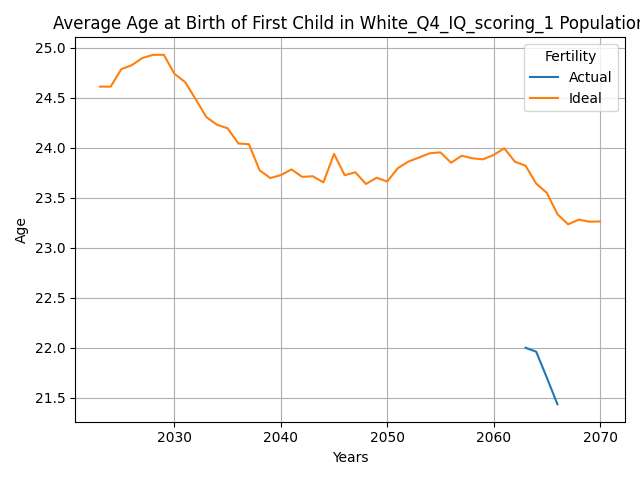 Average Age at Birth of First Child in White_Q4_IQ_scoring_1 Population
Fertility
Actual
Ideal
25.0
24.5
24.0
23.5
23.0
22.5
22.0
21.5
Age
2030 2040 2050 2060 2070
Years